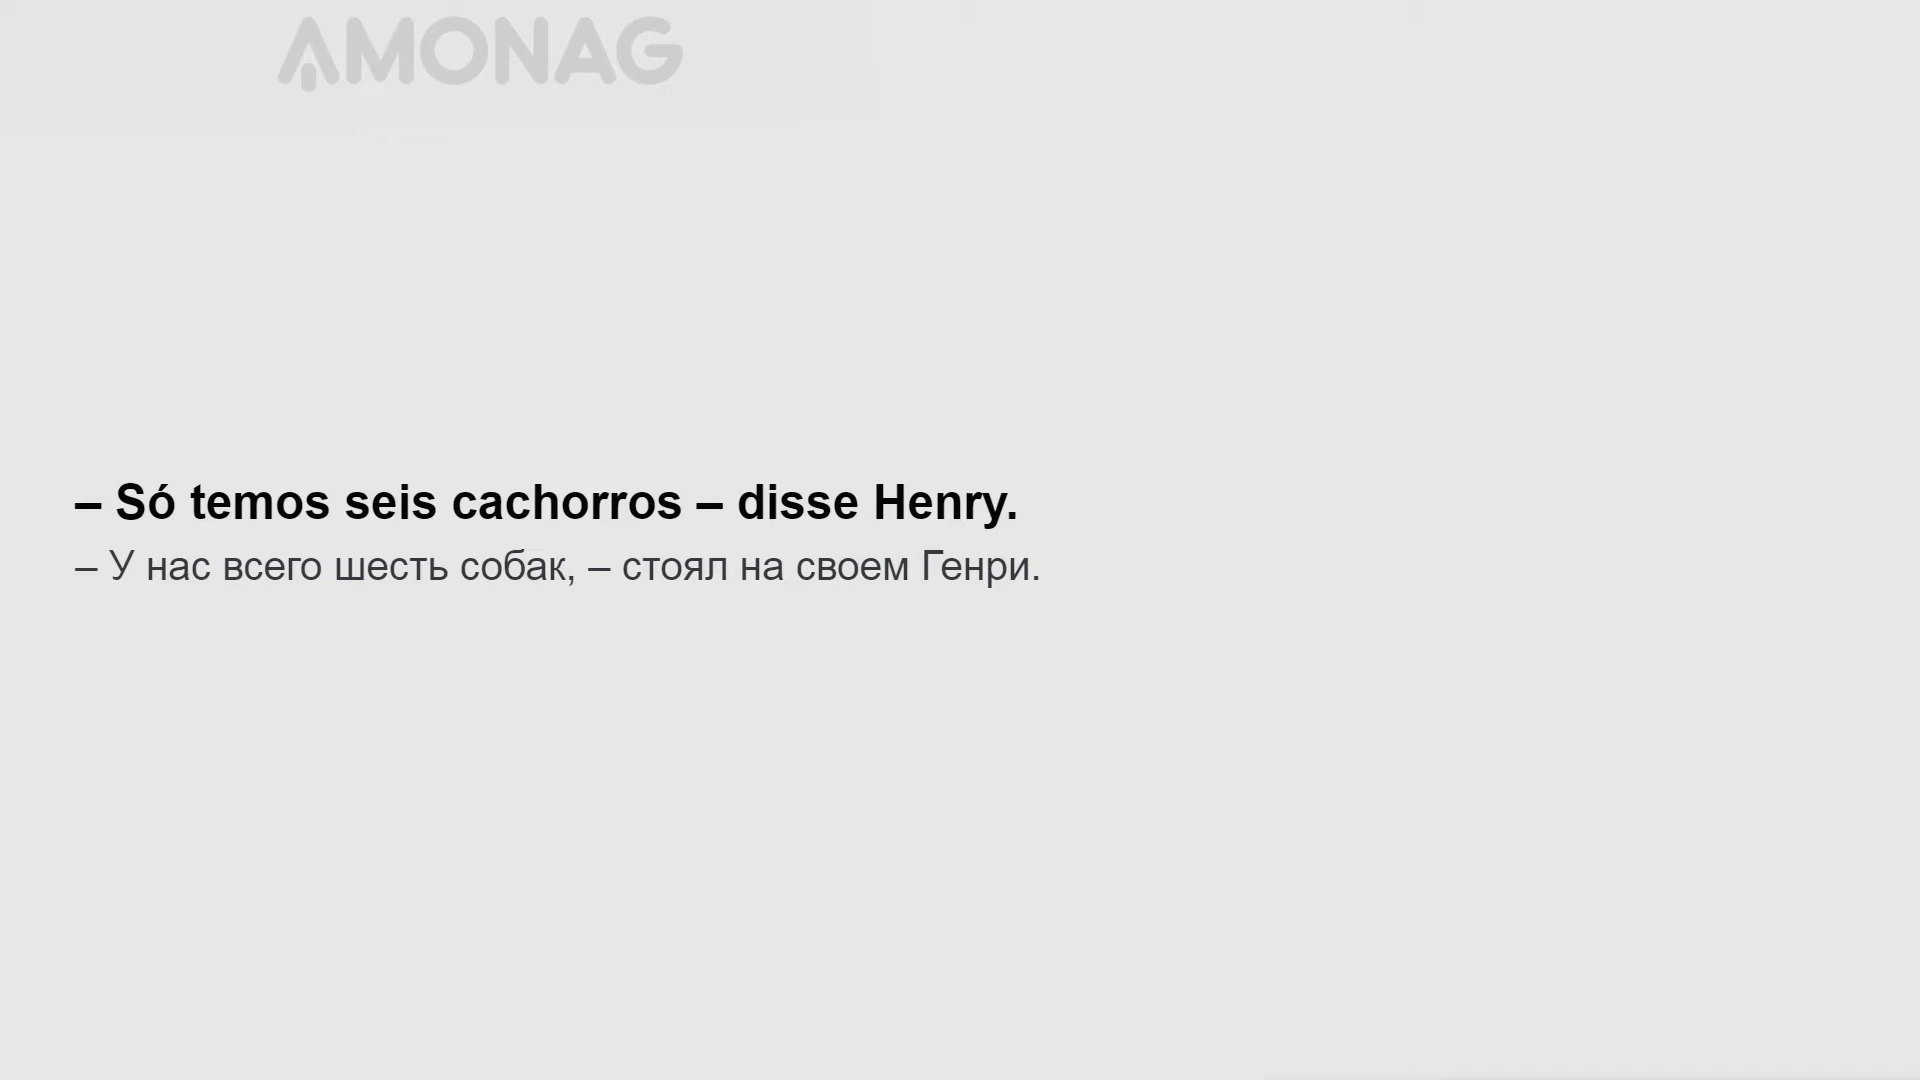 AMONAG
– Só temos seis cachorros – disse Henry.
– У нас всего шесть собак, – стоял на своем Генри.